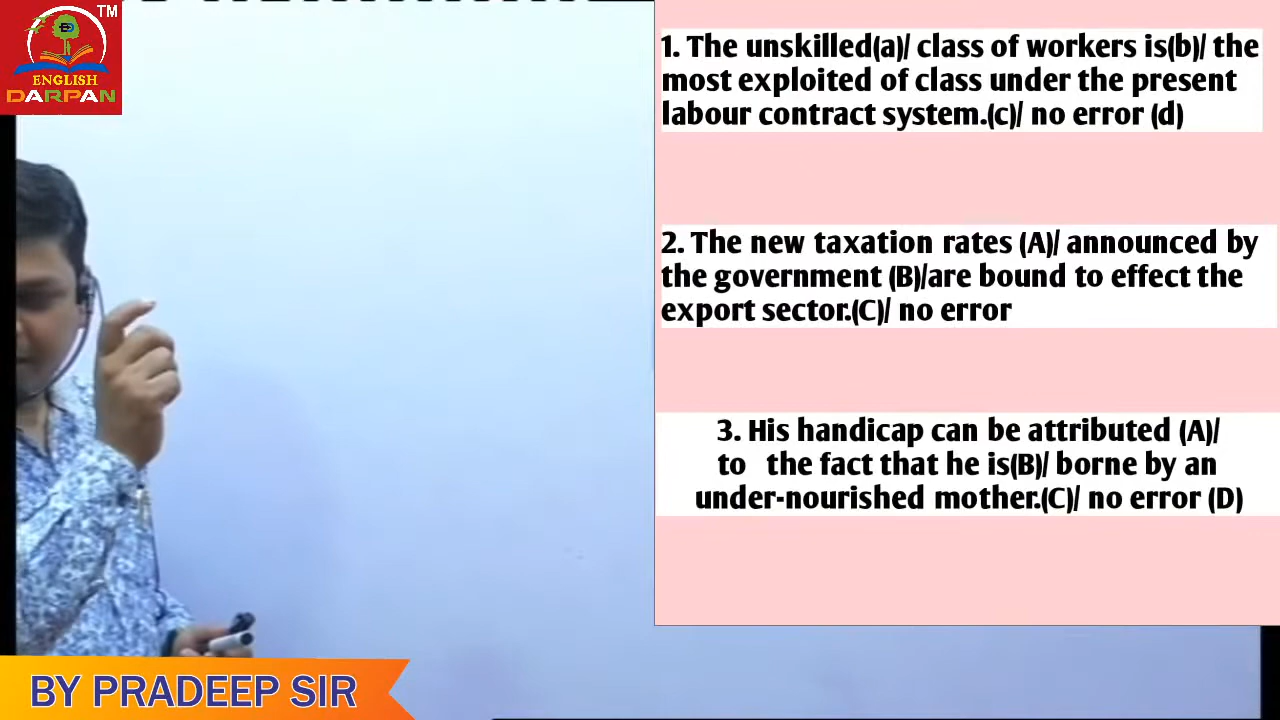 TM
ENGLISH
DARPAN
1. The unskilled(a)/ class of workers is(b)/ the
most exploited of class under the present
labour contract system.(c)/ no error (d)
2. The new taxation rates (A)/ announced by
the government (B)/are bound to effect the
export sector.(C)/ no error
3. His handicap can be attributed (A)/
to the fact that he is(B)/ borne by an
under-nourished mother.(C)/ no error (D)
BY PRADEEP SIR